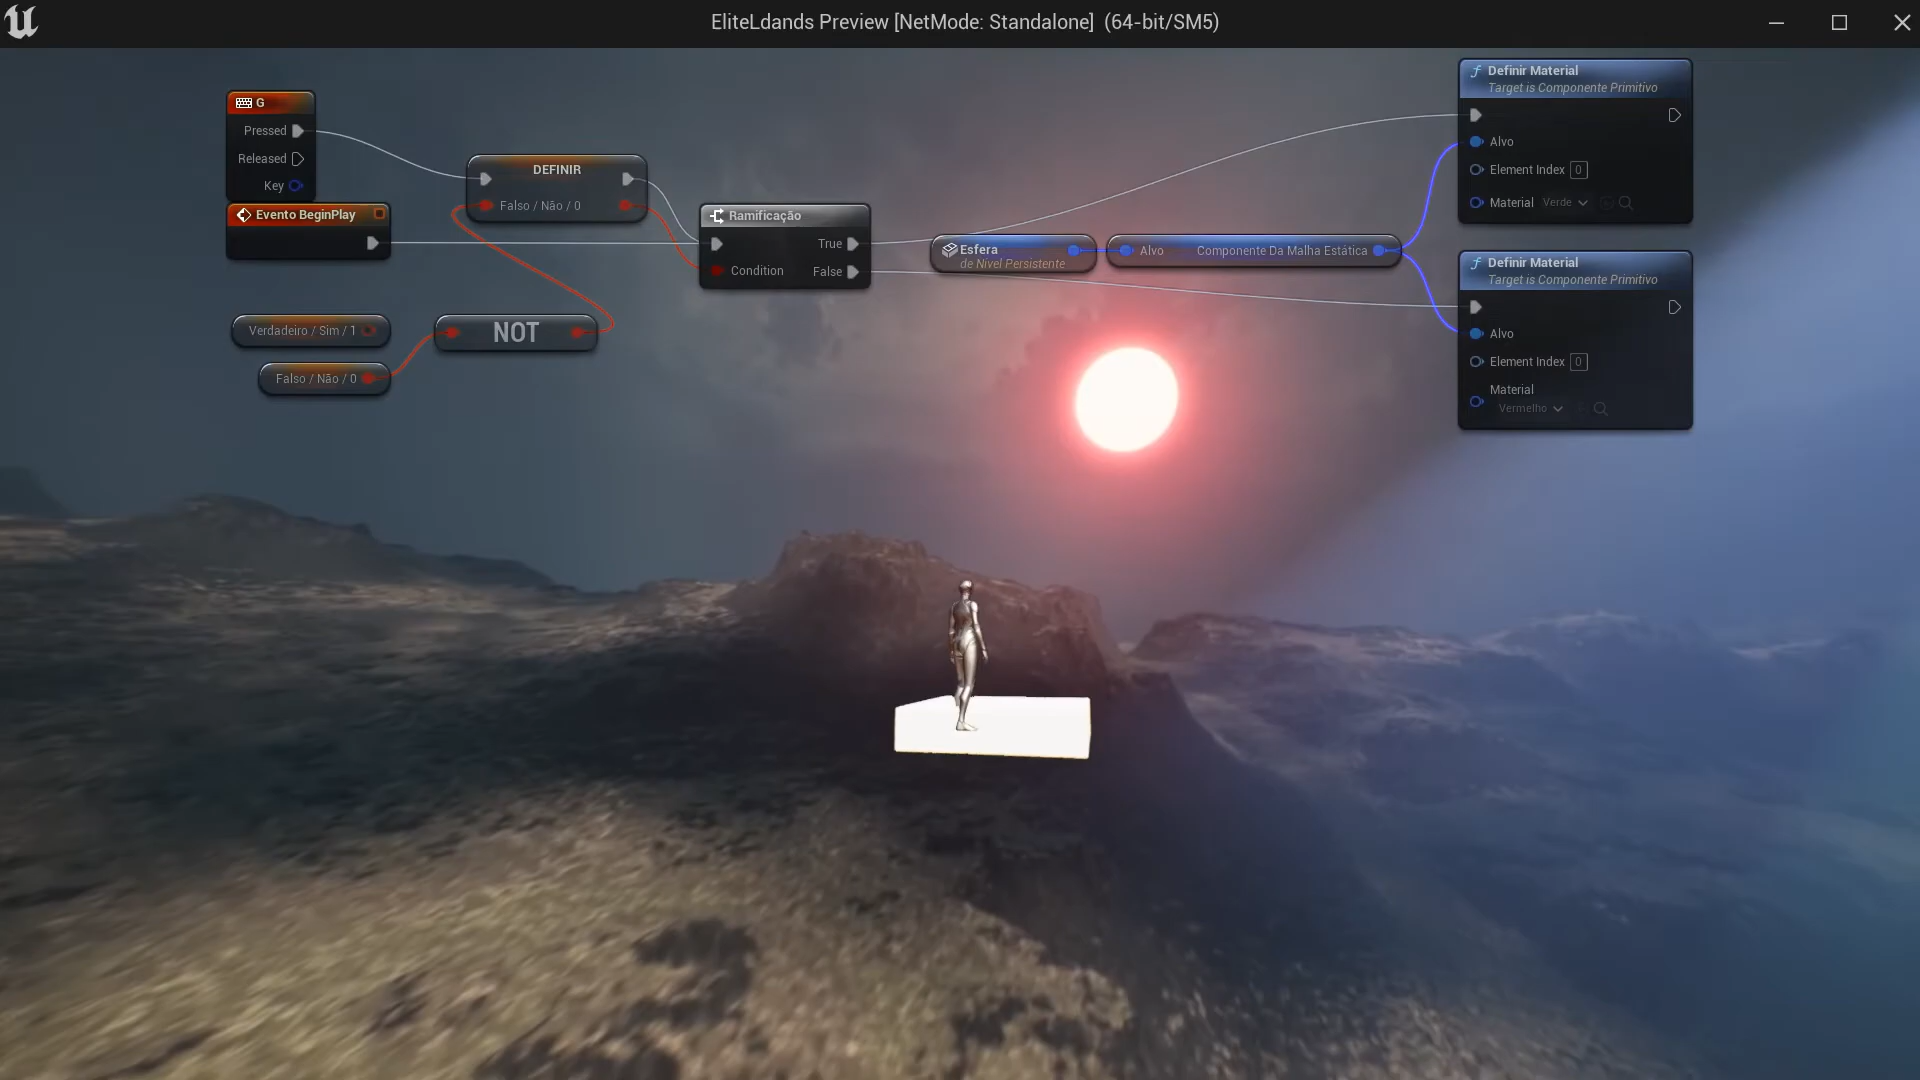 EliteLdands Preview [NetMode: Standalone] (64-bit/SM5)
G
Pressed
Released
Key
Evento BeginPlay
DEFINIR
Falso / Não / 0
Ramificação
True
Condition
False
Verdadeiro / Sim / 1
Falso / Não / 0
NOT
Esfera
de Nível Persistente
Alvo
Componente Da Malha Estática
Definir Material
Target is Componente Primitivo
Alvo
Element Index 0
Material Verde
Definir Material
Target is Componente Primitivo
Alvo
Element Index 0
Material
Vermelho